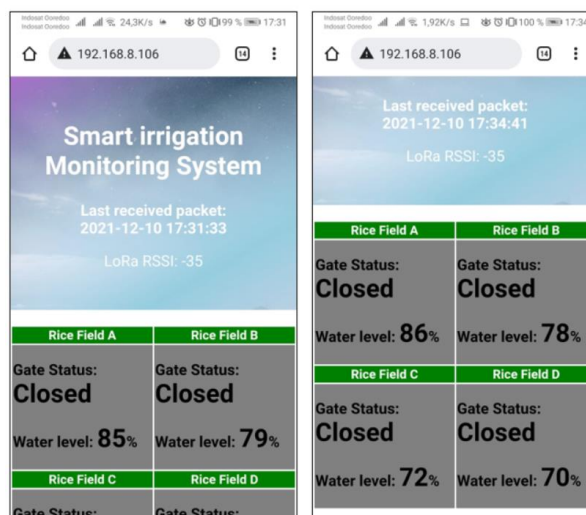 Indosat Ooredoo
Indosat Ooredoo 24,3K/s 99 % 17:31
192.168.8.106 14
Smart irrigation
Monitoring System
Last received packet:
2021-12-10 17:31:33
LoRa RSSI: -35
Rice Field A Rice Field B
Gate Status: Gate Status:
Closed Closed
Water level: 85% Water level: 79%
Rice Field C Rice Field D
Gate Status: Gate Status:
Indosat Ooredoo
Indosat Ooredoo 1,92K/s 100 % 17:34
192.168.8.106 14
Last received packet:
2021-12-10 17:34:41
LoRa RSSI: -35
Rice Field A Rice Field B
Gate Status: Gate Status:
Closed Closed
Water level: 86% Water level: 78%
Rice Field C Rice Field D
Gate Status: Gate Status:
Closed Closed
Water level: 72% Water level: 70%